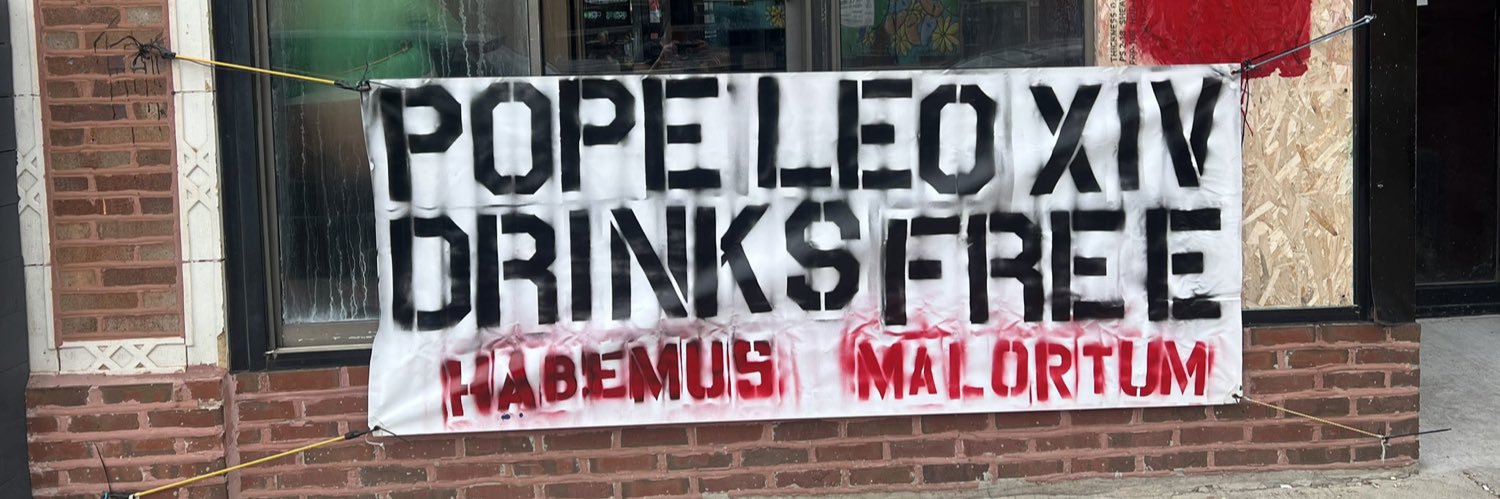 POPE LEO XIV
DRINKS FREE
HABEMUS MALORTUM